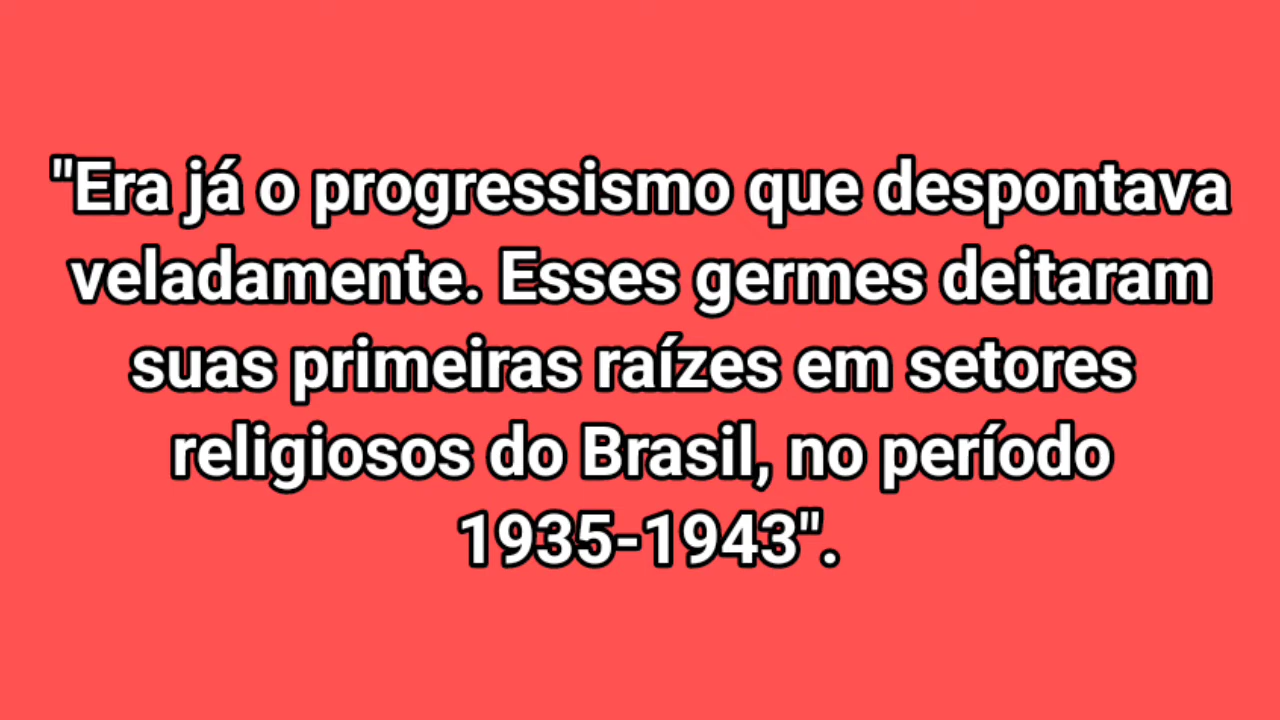 "Era já o progressismo que despontava
veladamente. Esses germes deitaram
suas primeiras raízes em setores
religiosos do Brasil, no período
1935-1943".